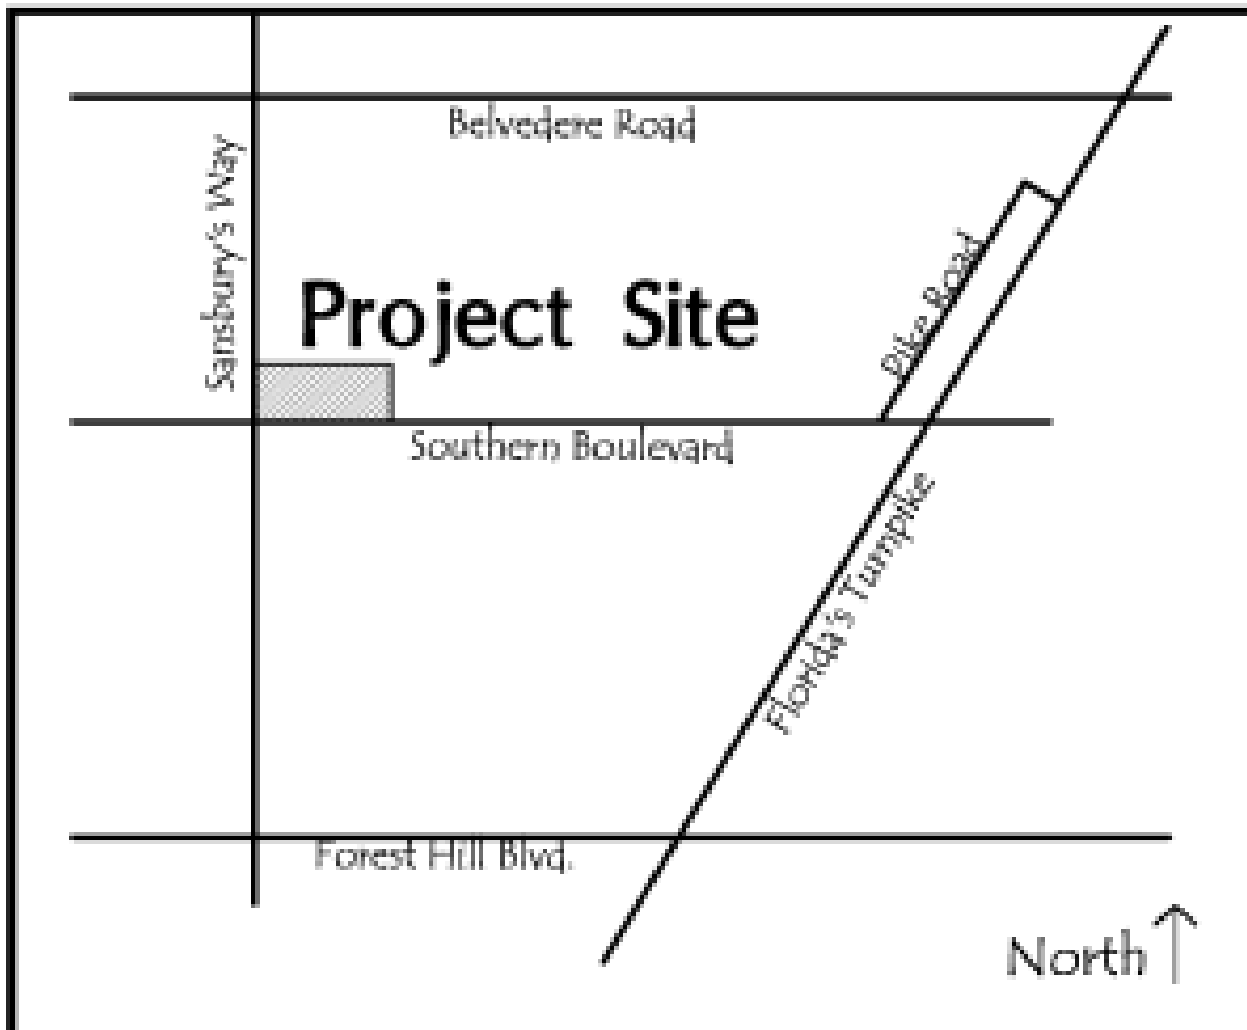 Belvedere Road
Sansbury's Way
Project Site
Pike Road
Southern Boulevard
Florida's Turnpike
Forest Hill Blvd.
North